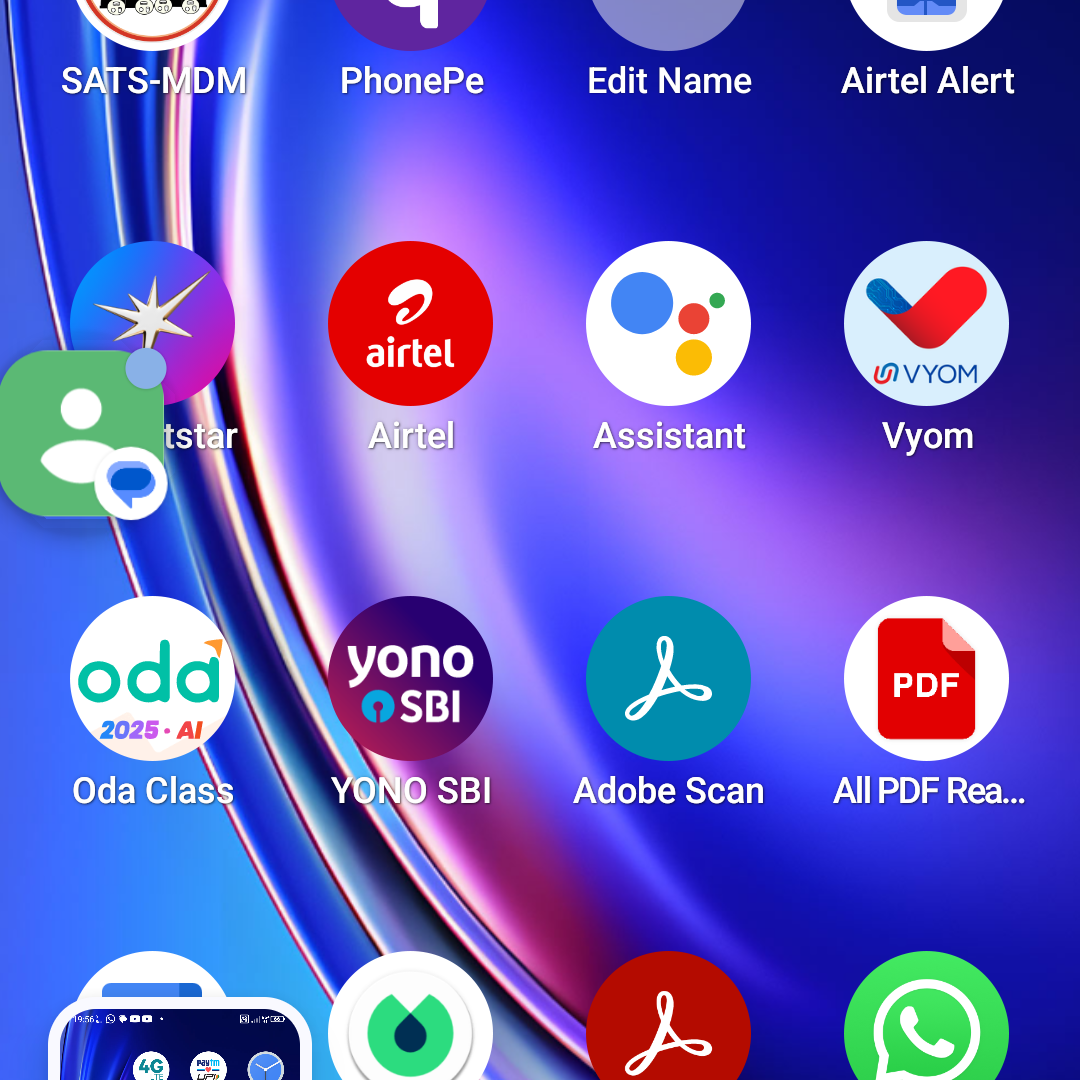 SATS-MDM PhonePe Edit Name Airtel Alert
airtel
VYOM
tstar Airtel Assistant Vyom
oda
2025 · AI
yono
SBI
PDF
Oda Class YONO SBI Adobe Scan All PDF Rea...
19:56
4G
paytm
UPI